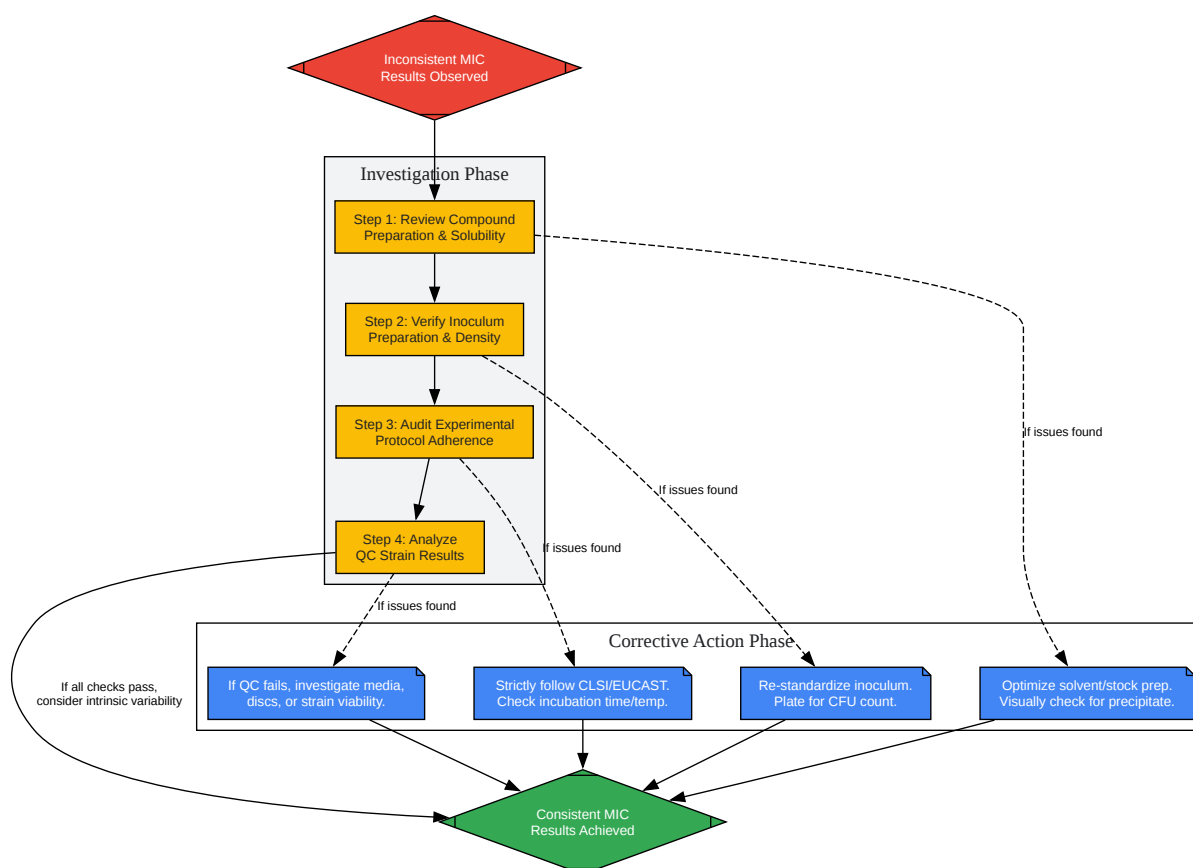 Inconsistent MIC
Results Observed
Investigation Phase
Step 1: Review Compound
Preparation & Solubility
Step 2: Verify Inoculum
Preparation & Density
Step 3: Audit Experimental
Protocol Adherence
If issues found
If issues found
Step 4: Analyze
QC Strain Results
If issues found
If issues found
Corrective Action Phase
If all checks pass,
consider intrinsic variability
If QC fails, investigate media,
discs, or strain viability.
Strictly follow CLSI/EUCAST.
Check incubation time/temp.
Re-standardize inoculum.
Plate for CFU count.
Optimize solvent/stock prep.
Visually check for precipitate.
Consistent MIC
Results Achieved